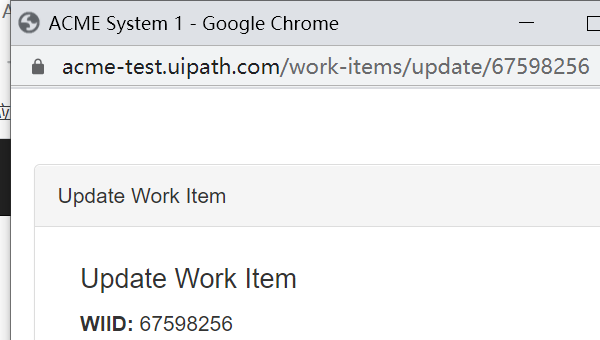 ACME System 1 - Google Chrome
acme-test.uipath.com/work-items/update/67598256
Update Work Item
Update Work Item
WIID: 67598256